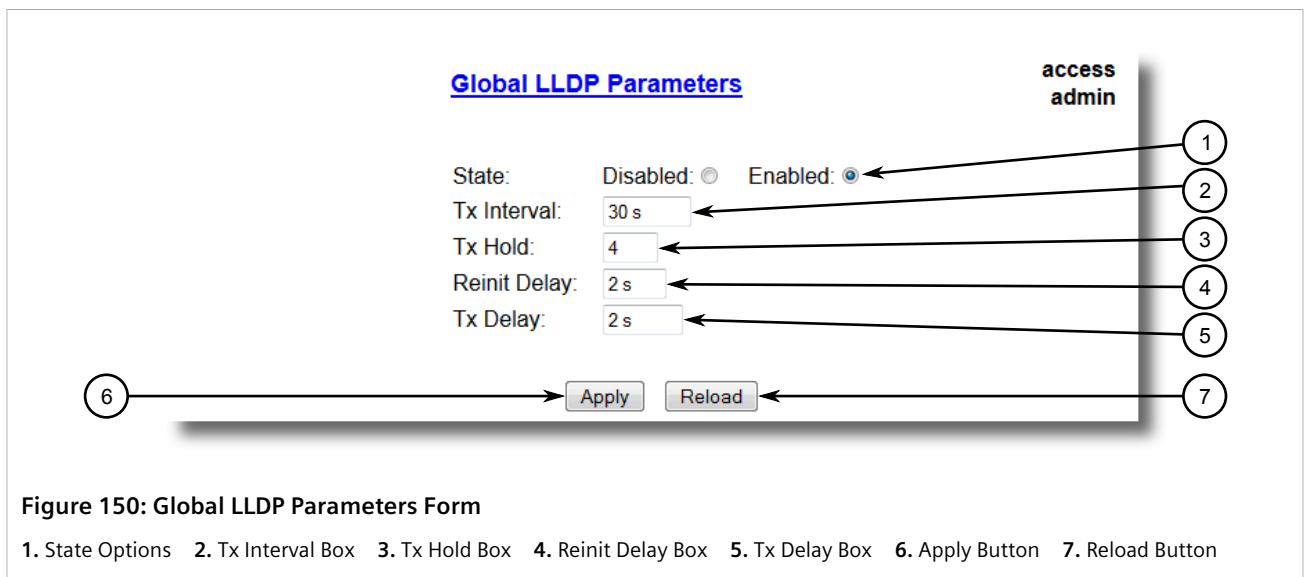 Global LLDP Parameters
access
admin
1
State: Disabled: Enabled:
2
Tx Interval: 30 s
3
Tx Hold: 4
4
Reinit Delay: 2 s
5
Tx Delay: 2 s
6 Apply Reload 7
Figure 150: Global LLDP Parameters Form
1. State Options 2. Tx Interval Box 3. Tx Hold Box 4. Reinit Delay Box 5. Tx Delay Box 6. Apply Button 7. Reload Button